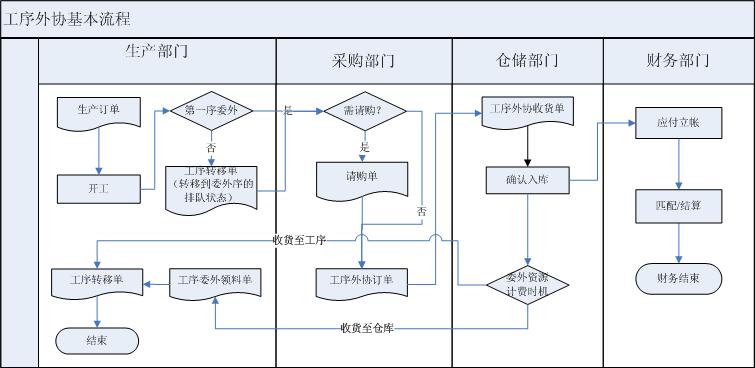 工序外协基本流程
生产部门
采购部门
仓储部门
财务部门
生产订单
开工
第一序委外
是
否
工序转移单
（转移到委外序的
排队状态）
需请购？
是
否
请购单
工序外协订单
工序外协收货单
确认入库
委外资源
计费时机
应付立帐
匹配/结算
财务结束
收货至工序
工序转移单
工序委外领料单
收货至仓库
结束